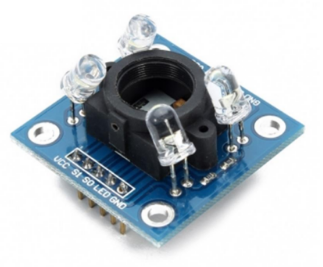 VCC S1 S0 LED GND